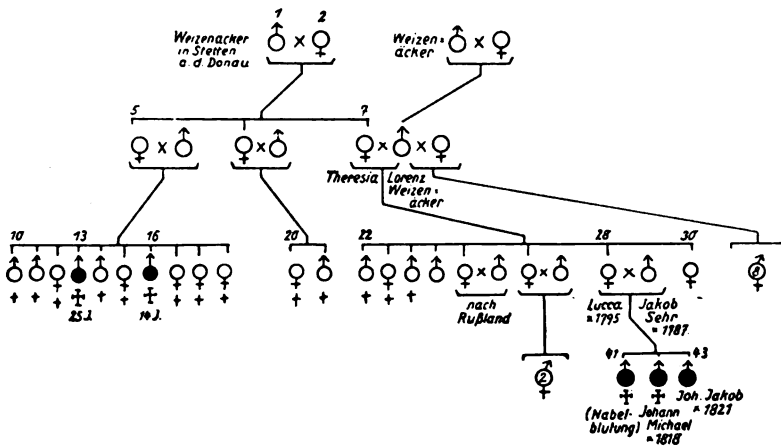 1 2
Weizenacker
in Stetten
a. d. Donau
Weizen=
äcker
5 7
Theresia Lorenz
Weizen=
äcker
10 13 16 20 22 28 30
8
25 J. 14 J.
nach
Rußland
Lucca
= 1795
Jakob
Sehr
= 1787
2
41 43
(Nabel-
blutung)
Johann
Michael
= 1818
Joh. Jakob
= 1821